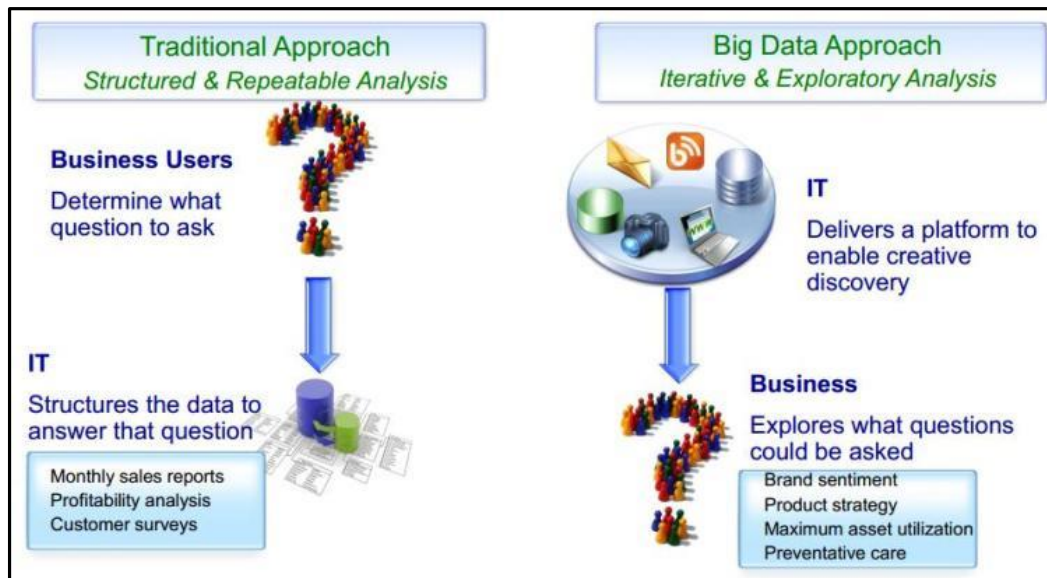 Traditional Approach
Structured & Repeatable Analysis
Business Users
Determine what
question to ask
IT
Structures the data to
answer that question
Monthly sales reports
Profitability analysis
Customer surveys
Big Data Approach
Iterative & Exploratory Analysis
IT
Delivers a platform to
enable creative
discovery
Business
Explores what questions
could be asked
Brand sentiment
Product strategy
Maximum asset utilization
Preventative care